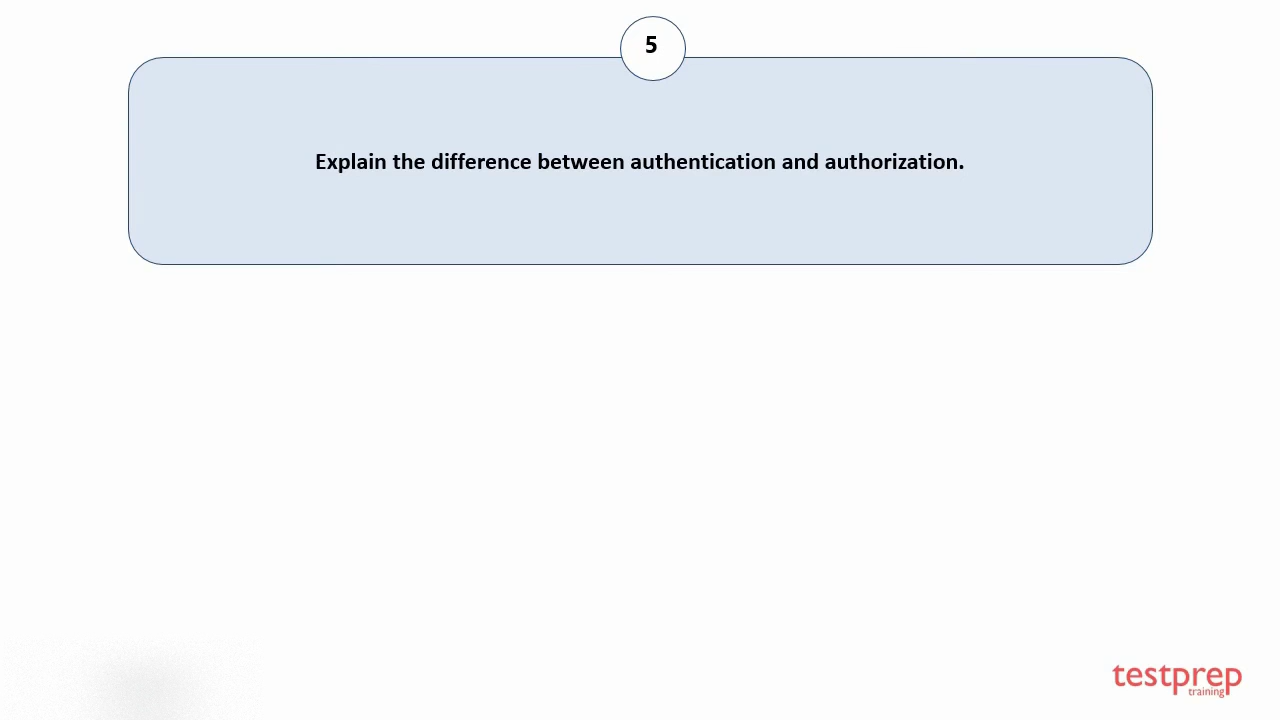 5
Explain the difference between authentication and authorization.
testprep
training